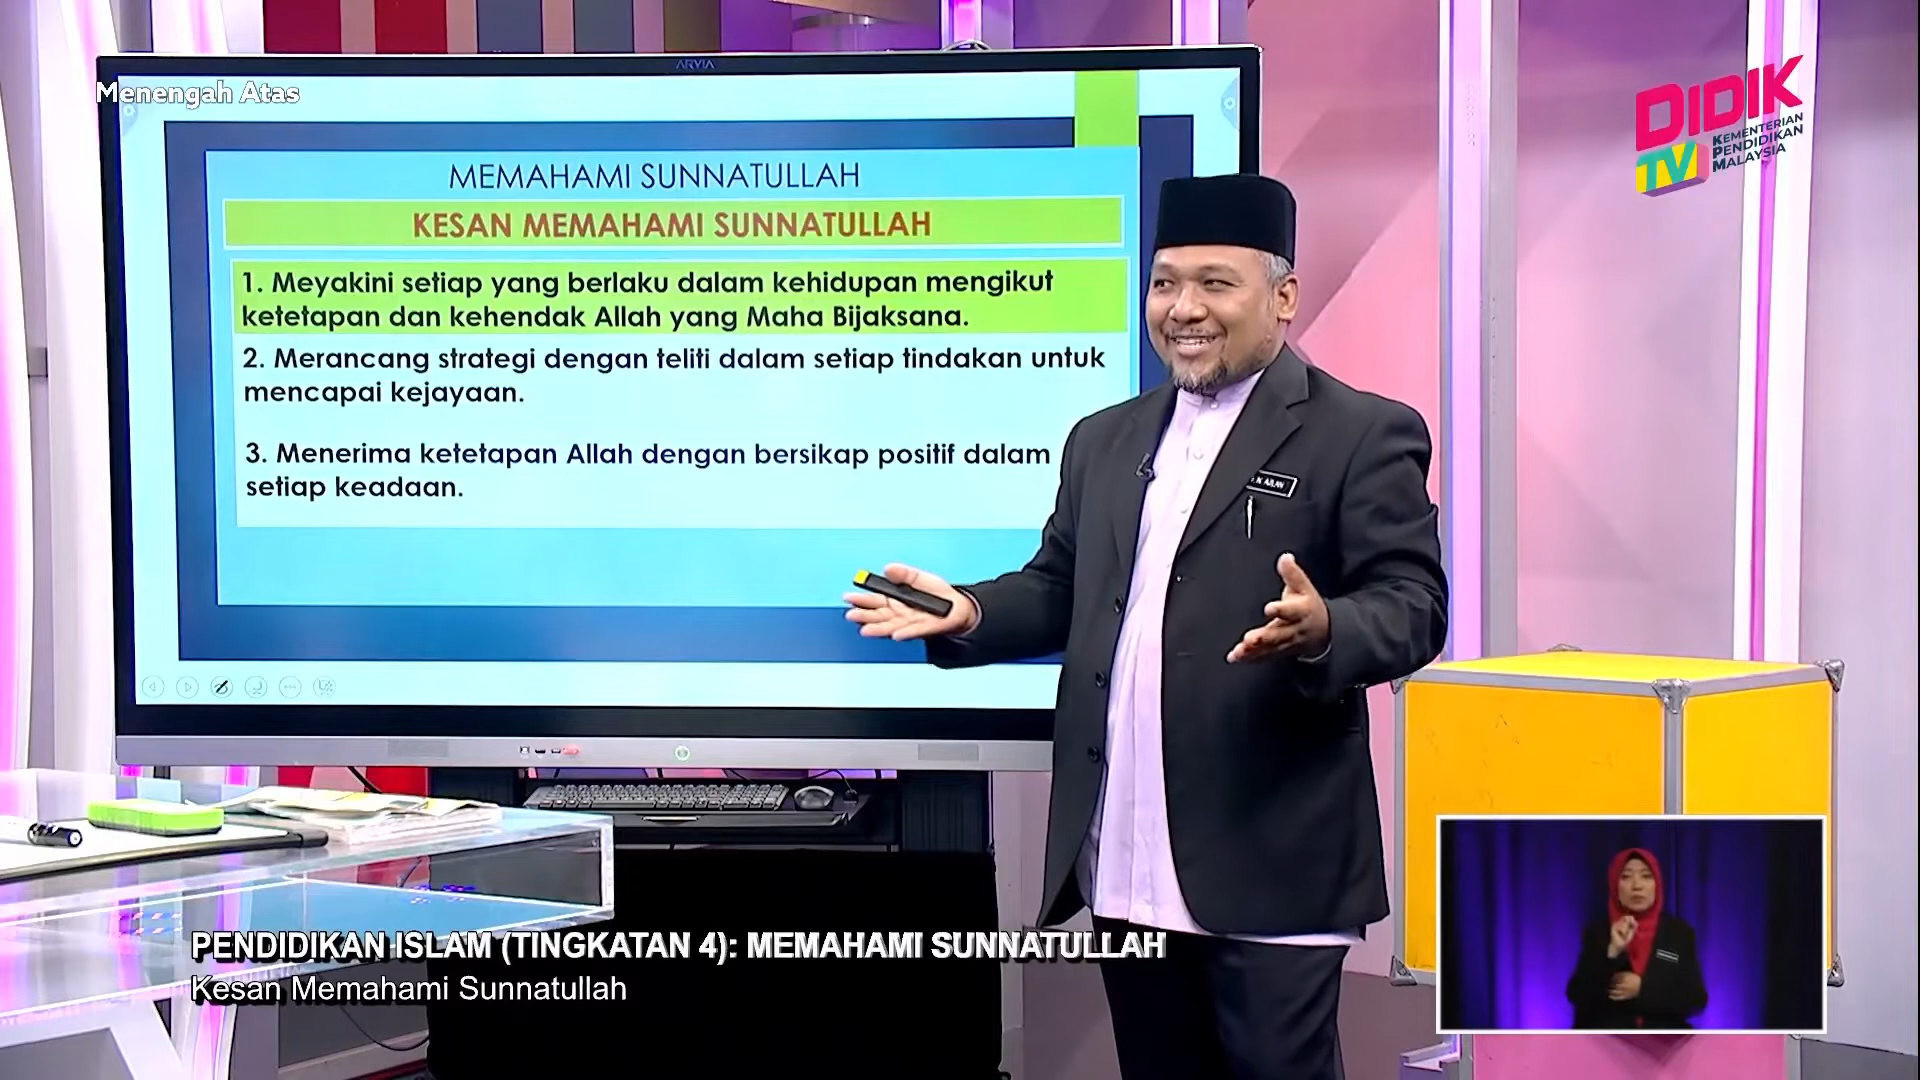 ARVIA
Menengah Atas
DIDIK
TV
KEMENTERIAN
PENDIDIKAN
MALAYSIA
MEMAHAMI SUNNATULLAH
KESAN MEMAHAMI SUNNATULLAH
1. Meyakini setiap yang berlaku dalam kehidupan mengikut
ketetapan dan kehendak Allah yang Maha Bijaksana.
2. Merancang strategi dengan teliti dalam setiap tindakan untuk
mencapai kejayaan.
3. Menerima ketetapan Allah dengan bersikap positif dalam
setiap keadaan.
PENDIDIKAN ISLAM (TINGKATAN 4): MEMAHAMI SUNNATULLAH
Kesan Memahami Sunnatullah